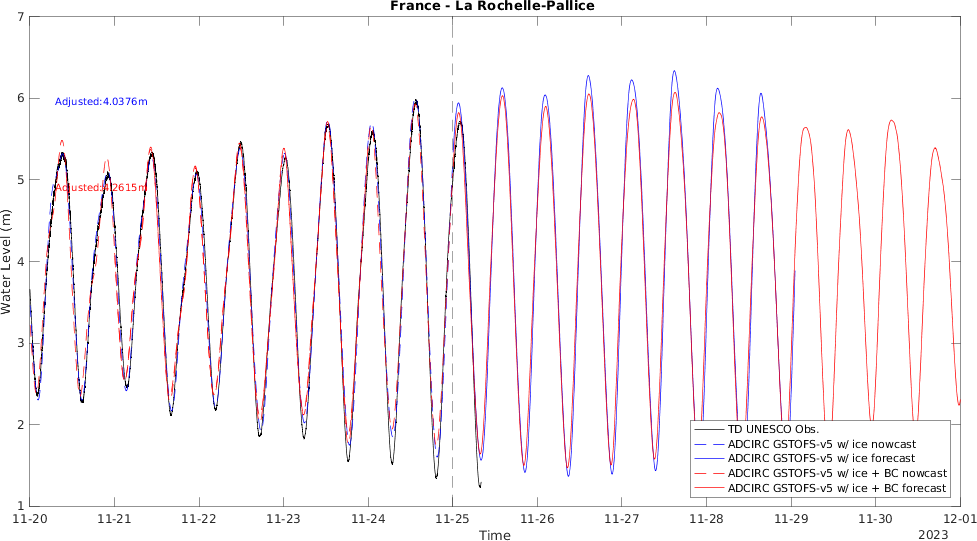 France - La Rochelle-Pallice
7
6
5
4
3
2
1
Water Level (m)
Adjusted:4.0376m
Adjusted:4.2615m
TD UNESCO Obs.
ADCIRC GSTOFS-v5 w/ ice nowcast
ADCIRC GSTOFS-v5 w/ ice forecast
ADCIRC GSTOFS-v5 w/ ice + BC nowcast
ADCIRC GSTOFS-v5 w/ ice + BC forecast
11-20 11-21 11-22 11-23 11-24 11-25 11-26 11-27 11-28 11-29 11-30 12-01
Time
2023